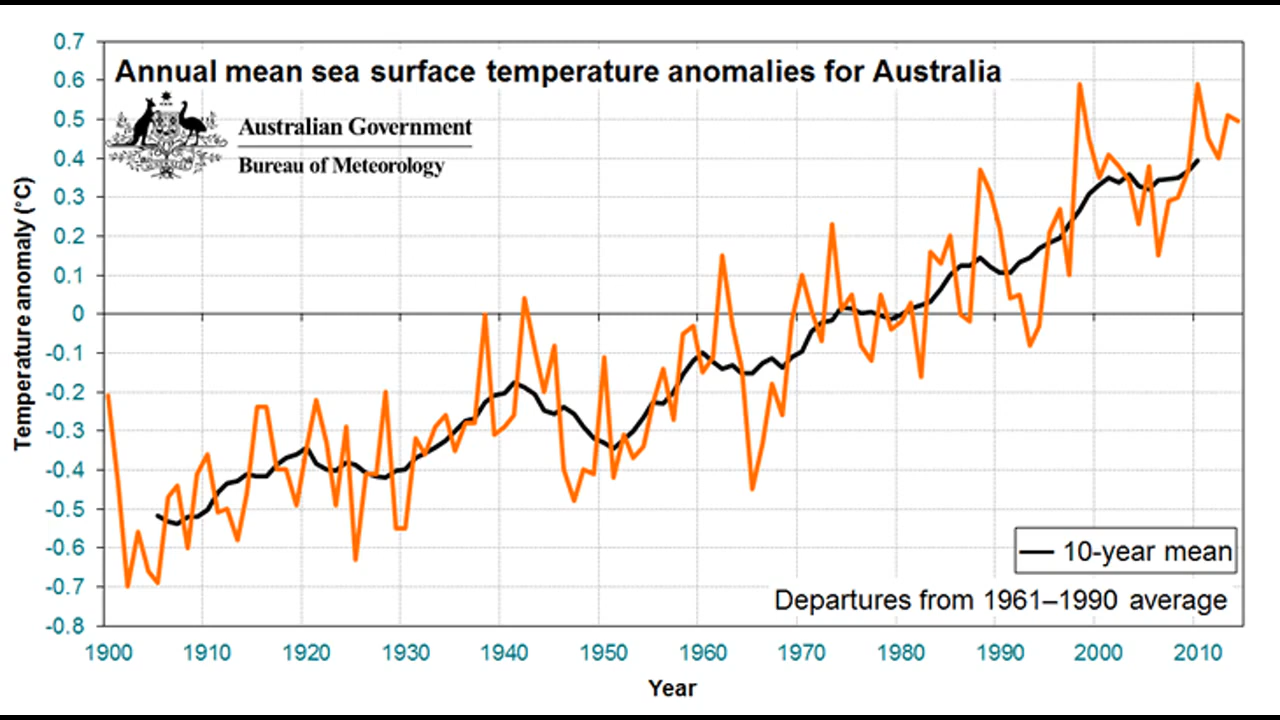 Annual mean sea surface temperature anomalies for Australia
Australian Government
Bureau of Meteorology
Temperature anomaly (°C)
0.7
0.6
0.5
0.4
0.3
0.2
0.1
0
-0.1
-0.2
-0.3
-0.4
-0.5
-0.6
-0.7
-0.8
10-year mean
Departures from 1961–1990 average
1900 1910 1920 1930 1940 1950 1960 1970 1980 1990 2000 2010
Year